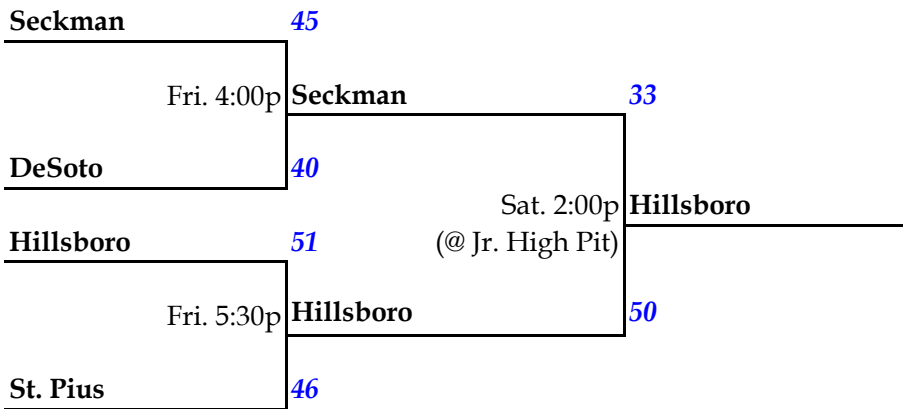 Seckman 45
Fri. 4:00p Seckman 33
DeSoto 40
Sat. 2:00p Hillsboro
Hillsboro 51 (@ Jr. High Pit)
Fri. 5:30p Hillsboro 50
St. Pius 46